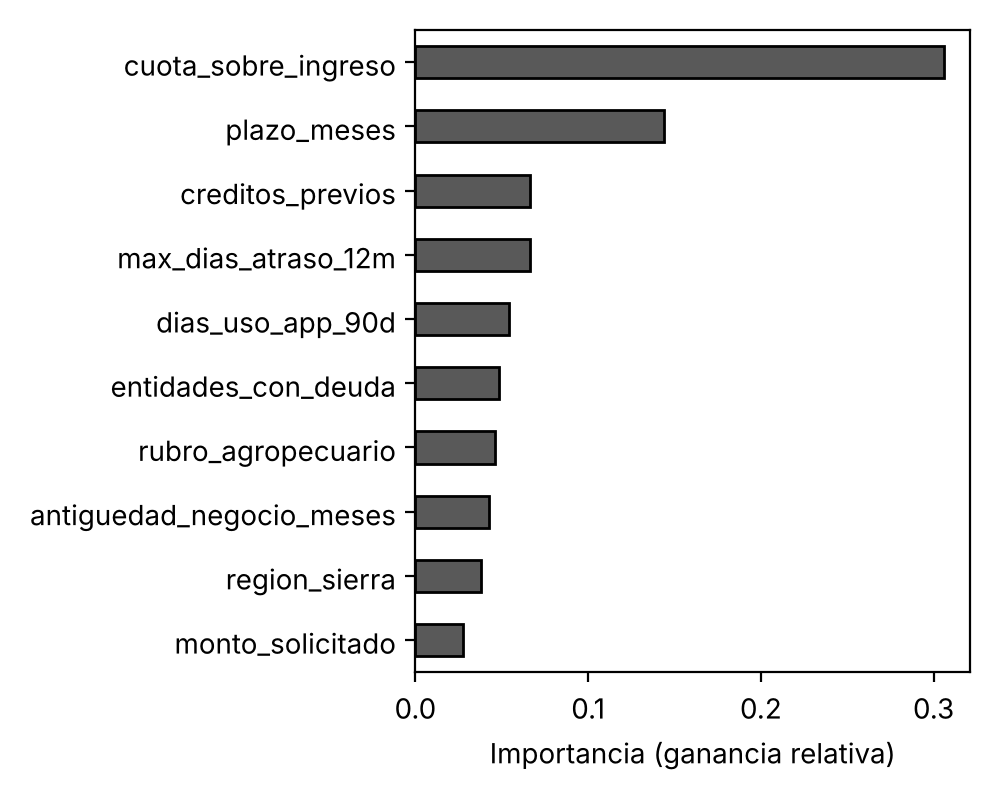 cuota_sobre_ingreso
plazo_meses
creditos_previos
max_dias_atraso_12m
dias_uso_app_90d
entidades_con_deuda
rubro_agropecuario
antiguedad_negocio_meses
region_sierra
monto_solicitado
0.0 0.1 0.2 0.3
Importancia (ganancia relativa)